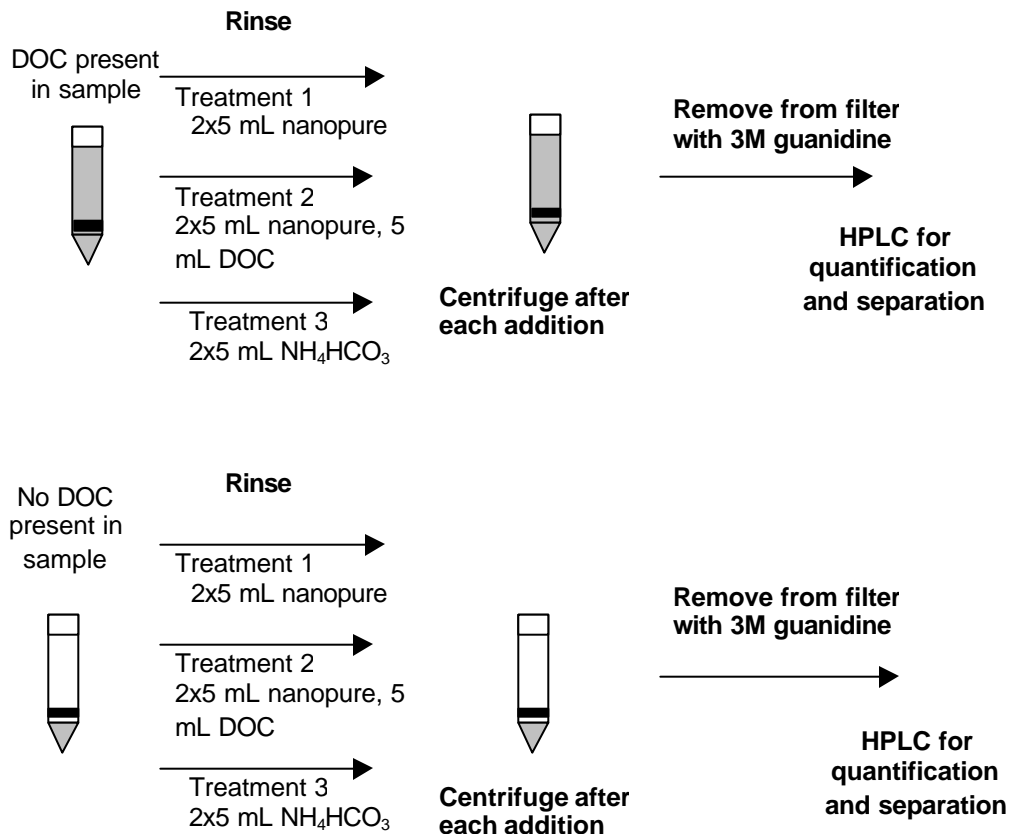 Rinse
DOC present
in sample
Treatment 1
2x5 mL nanopure
Treatment 2
2x5 mL nanopure, 5
mL DOC
Treatment 3
2x5 mL NH₄HCO₃
Centrifuge after
each addition
Remove from filter
with 3M guanidine
HPLC for
quantification
and separation
Rinse
No DOC
present in
sample
Treatment 1
2x5 mL nanopure
Treatment 2
2x5 mL nanopure, 5
mL DOC
Treatment 3
2x5 mL NH₄HCO₃
Centrifuge after
each addition
Remove from filter
with 3M guanidine
HPLC for
quantification
and separation